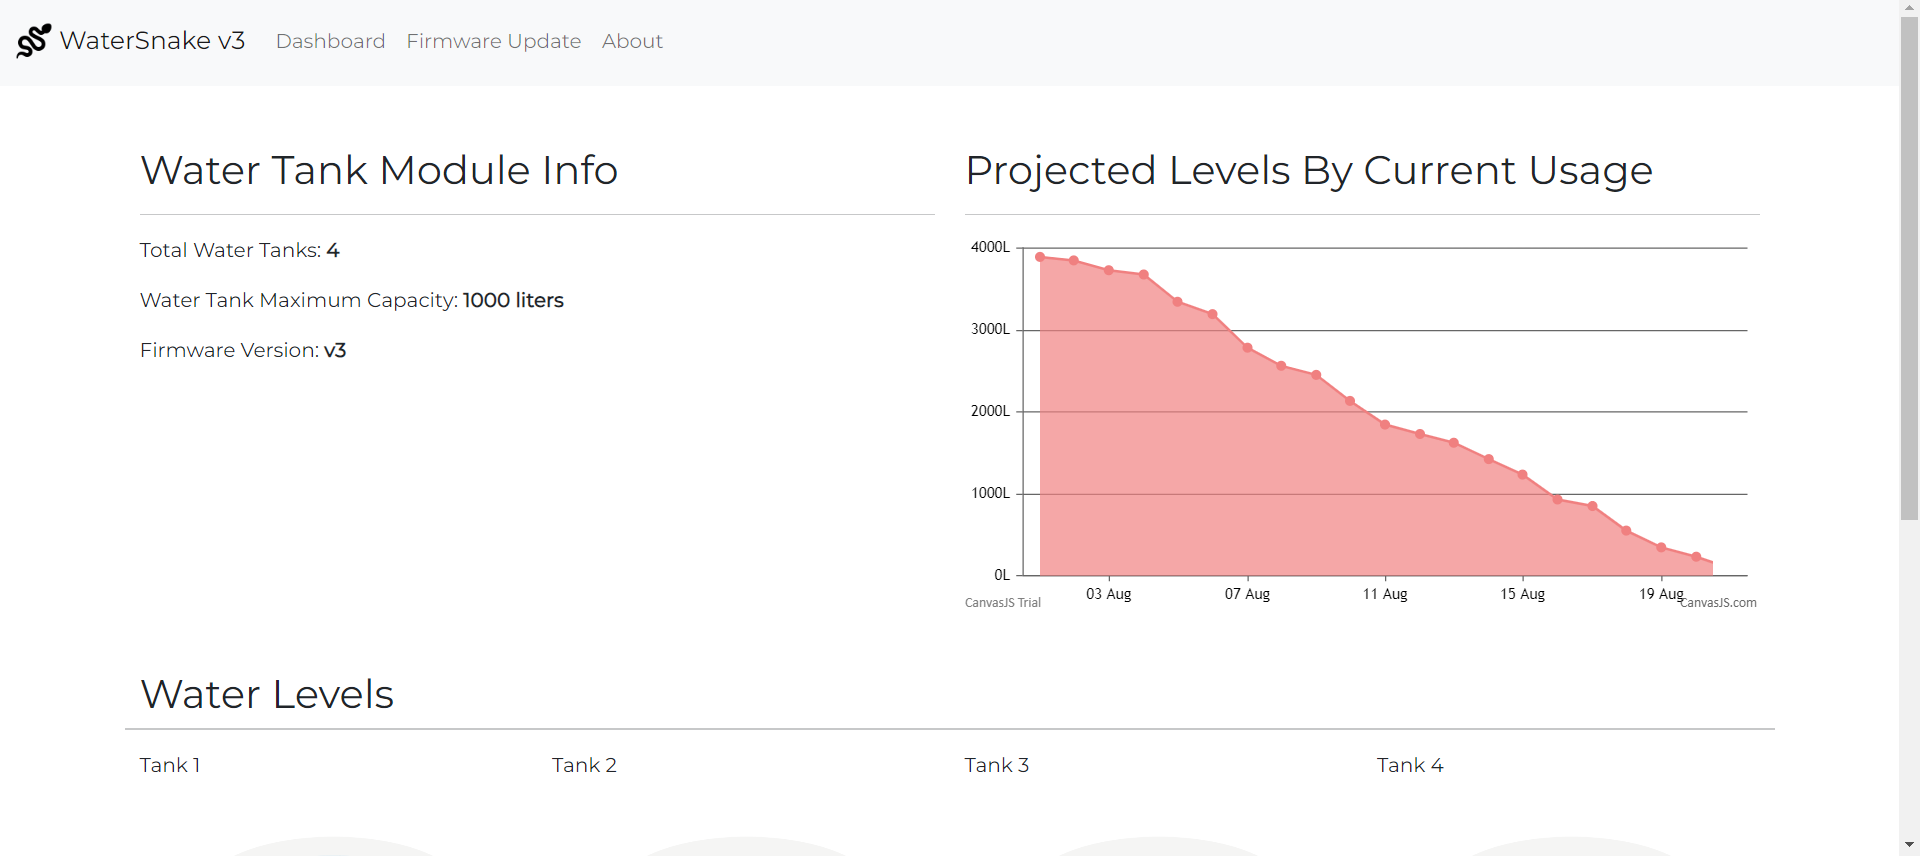 WaterSnake v3 Dashboard Firmware Update About
Water Tank Module Info
Total Water Tanks: 4
Water Tank Maximum Capacity: 1000 liters
Firmware Version: v3
Projected Levels By Current Usage
4000L
3000L
2000L
1000L
0L
03 Aug 07 Aug 11 Aug 15 Aug 19 Aug
CanvasJS Trial CanvasJS.com
Water Levels
Tank 1 Tank 2 Tank 3 Tank 4